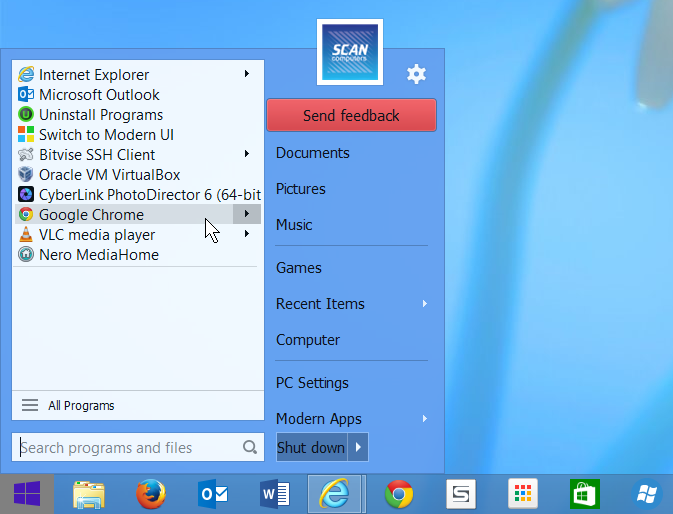 SCAN
computers
Internet Explorer
Microsoft Outlook
Uninstall Programs
Switch to Modern UI
Bitvise SSH Client
Oracle VM VirtualBox
CyberLink PhotoDirector 6 (64-bit
Google Chrome
VLC media player
Nero MediaHome
All Programs
Search programs and files
Send feedback
Documents
Pictures
Music
Games
Recent Items
Computer
PC Settings
Modern Apps
Shut down